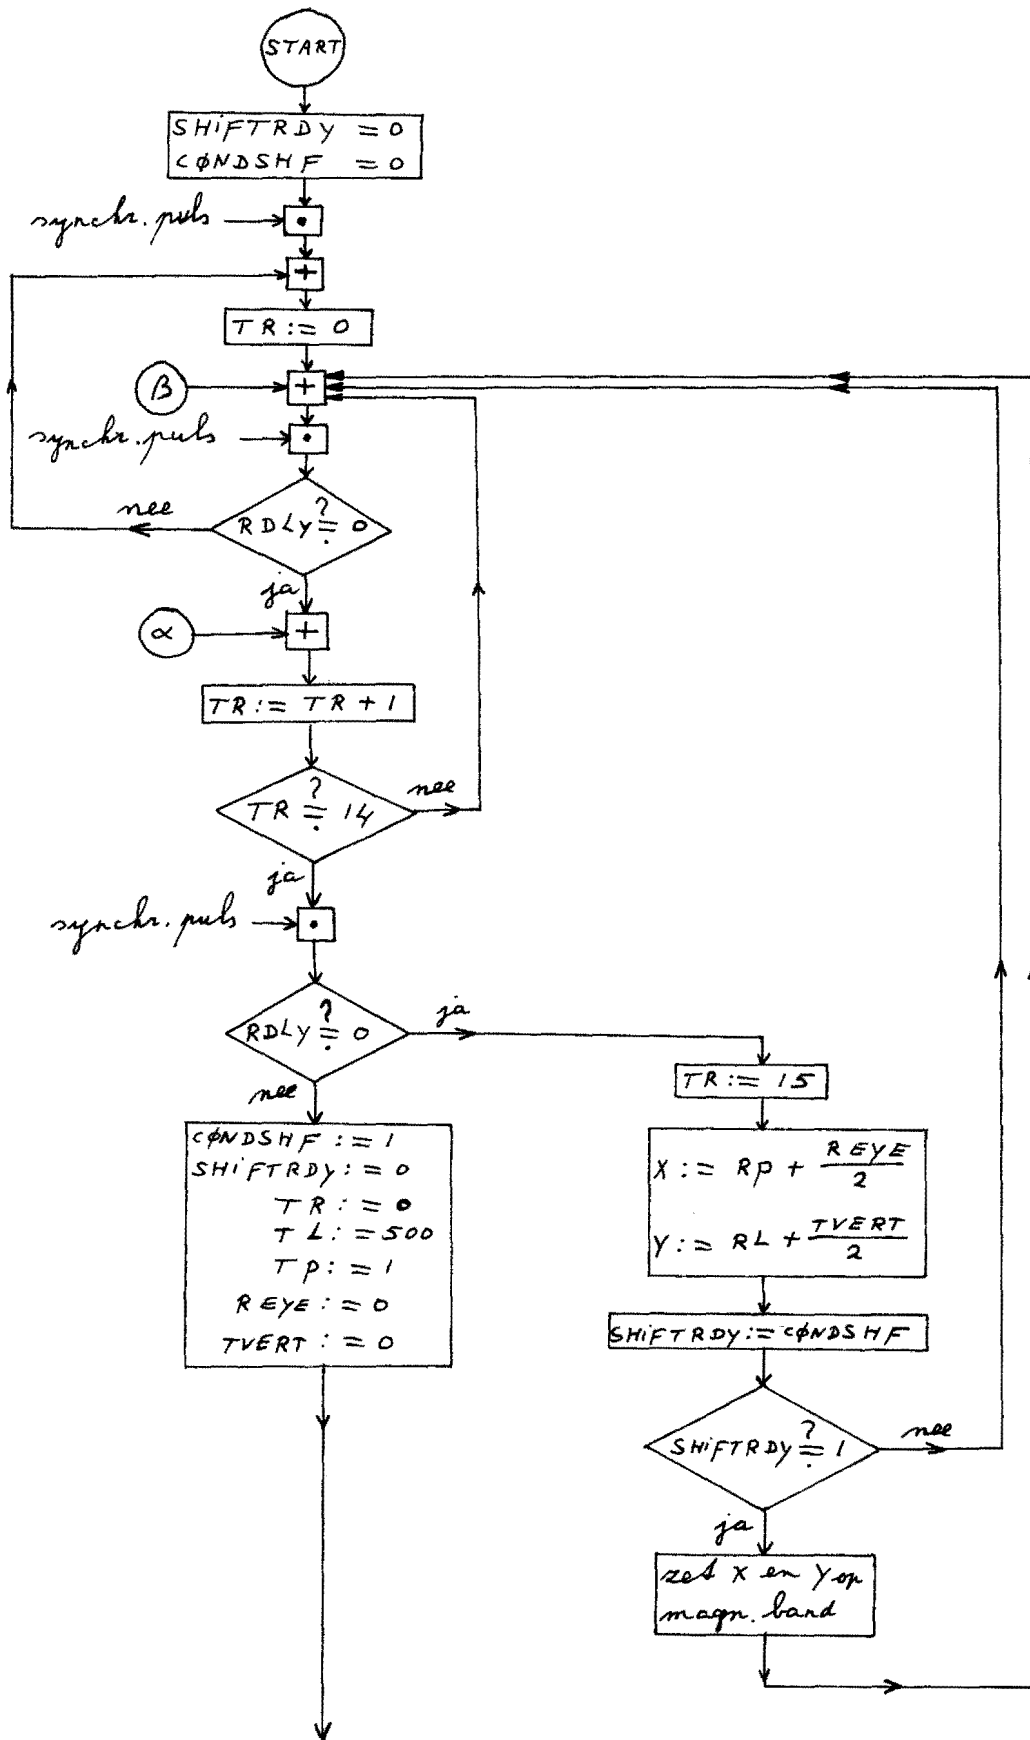 START
SHIFTRDY = 0
CØNDSHF = 0
synchr. puls
•
+
TR := 0
β
+
synchr. puls
•
nee
RDLY ?= 0
ja
α
+
TR := TR + 1
TR ?= 14
nee
ja
synchr. puls
•
RDLY ?= 0
ja
nee
TR := 15
CØNDSHF := 1
SHIFTRDY := 0
TR := 0
TL := 500
TP := 1
REYE := 0
TVERT := 0
X := RP + REYE/2
Y := RL + TVERT/2
SHIFTRDY := CØNDSHF
SHIFTRDY ?= 1
nee
ja
zet X en Y op
magn. band